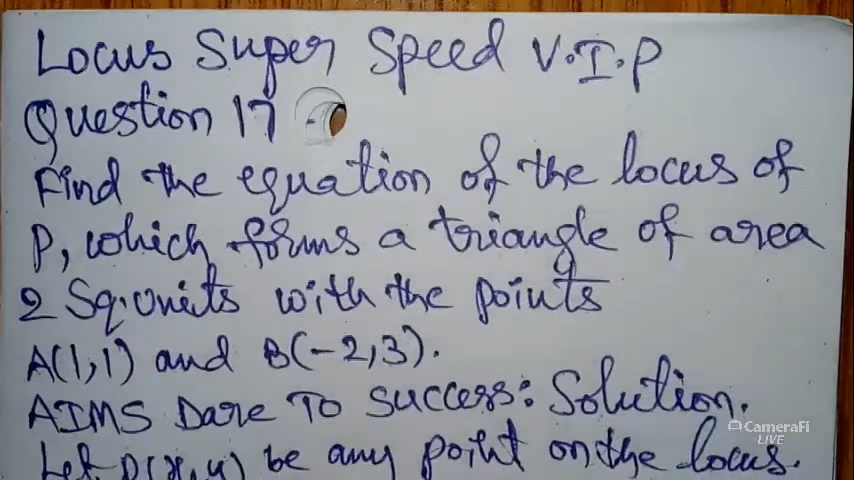 Locus Super Speed V.I.P
Question 17
Find the equation of the locus of
P, which forms a triangle of area
2 Sq.units with the points
A(1,1) and B(-2,3).
AIMS Dare To Success: Solution.
CameraFi
LIVE
Let P(x,y) be any point on the locus.